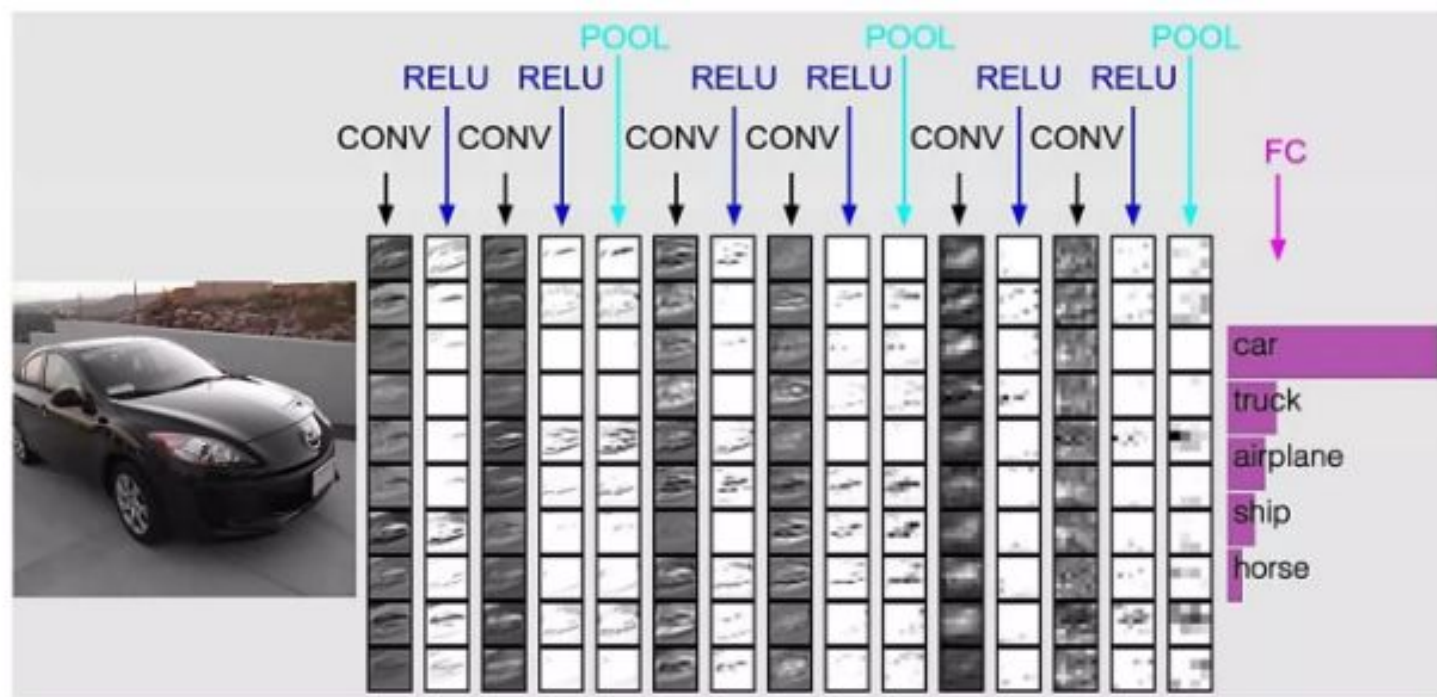 POOL POOL POOL
RELU RELU RELU RELU RELU RELU
CONV CONV CONV CONV CONV CONV
FC
car
truck
airplane
ship
horse